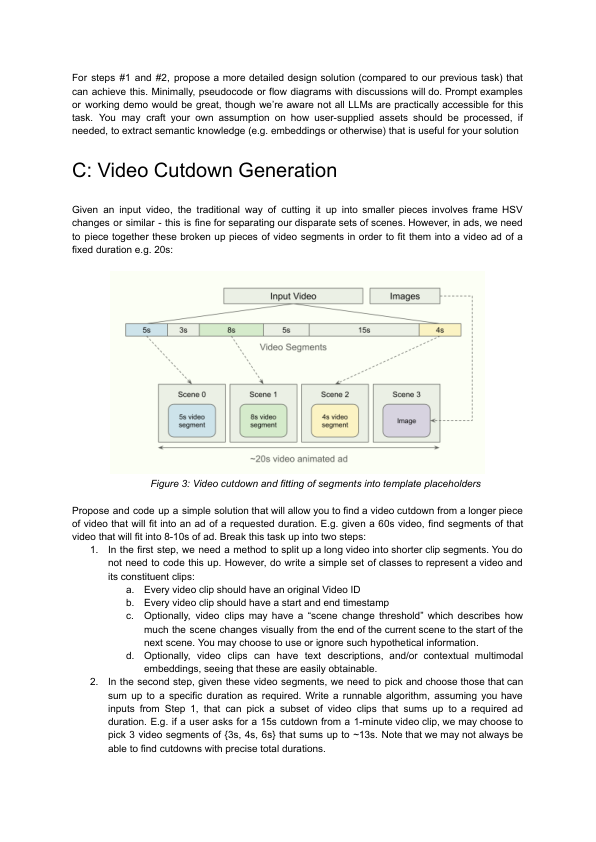 For steps #1 and #2, propose a more detailed design solution (compared to our previous task) that
can achieve this. Minimally, pseudocode or flow diagrams with discussions will do. Prompt examples
or working demo would be great, though we're aware not all LLMs are practically accessible for this
task. You may craft your own assumption on how user-supplied assets should be processed, if
needed, to extract semantic knowledge (e.g. embeddings or otherwise) that is useful for your solution
C: Video Cutdown Generation
Given an input video, the traditional way of cutting it up into smaller pieces involves frame HSV
changes or similar - this is fine for separating our disparate sets of scenes. However, in ads, we need
to piece together these broken up pieces of video segments in order to fit them into a video ad of a
fixed duration e.g. 20s:
Input Video Images
5s 3s 8s 5s 15s 4s
Video Segments
Scene 0 Scene 1 Scene 2 Scene 3
5s video segment 8s video segment 4s video segment Image
~20s video animated ad
Figure 3: Video cutdown and fitting of segments into template placeholders
Propose and code up a simple solution that will allow you to find a video cutdown from a longer piece
of video that will fit into an ad of a requested duration. E.g. given a 60s video, find segments of that
video that will fit into 8-10s of ad. Break this task up into two steps:
1. In the first step, we need a method to split up a long video into shorter clip segments. You do
not need to code this up. However, do write a simple set of classes to represent a video and
its constituent clips:
a. Every video clip should have an original Video ID
b. Every video clip should have a start and end timestamp
c. Optionally, video clips may have a "scene change threshold" which describes how
much the scene changes visually from the end of the current scene to the start of the
next scene. You may choose to use or ignore such hypothetical information.
d. Optionally, video clips can have text descriptions, and/or contextual multimodal
embeddings, seeing that these are easily obtainable.
2. In the second step, given these video segments, we need to pick and choose those that can
sum up to a specific duration as required. Write a runnable algorithm, assuming you have
inputs from Step 1, that can pick a subset of video clips that sums up to a required ad
duration. E.g. if a user asks for a 15s cutdown from a 1-minute video clip, we may choose to
pick 3 video segments of {3s, 4s, 6s} that sums up to ~13s. Note that we may not always be
able to find cutdowns with precise total durations.